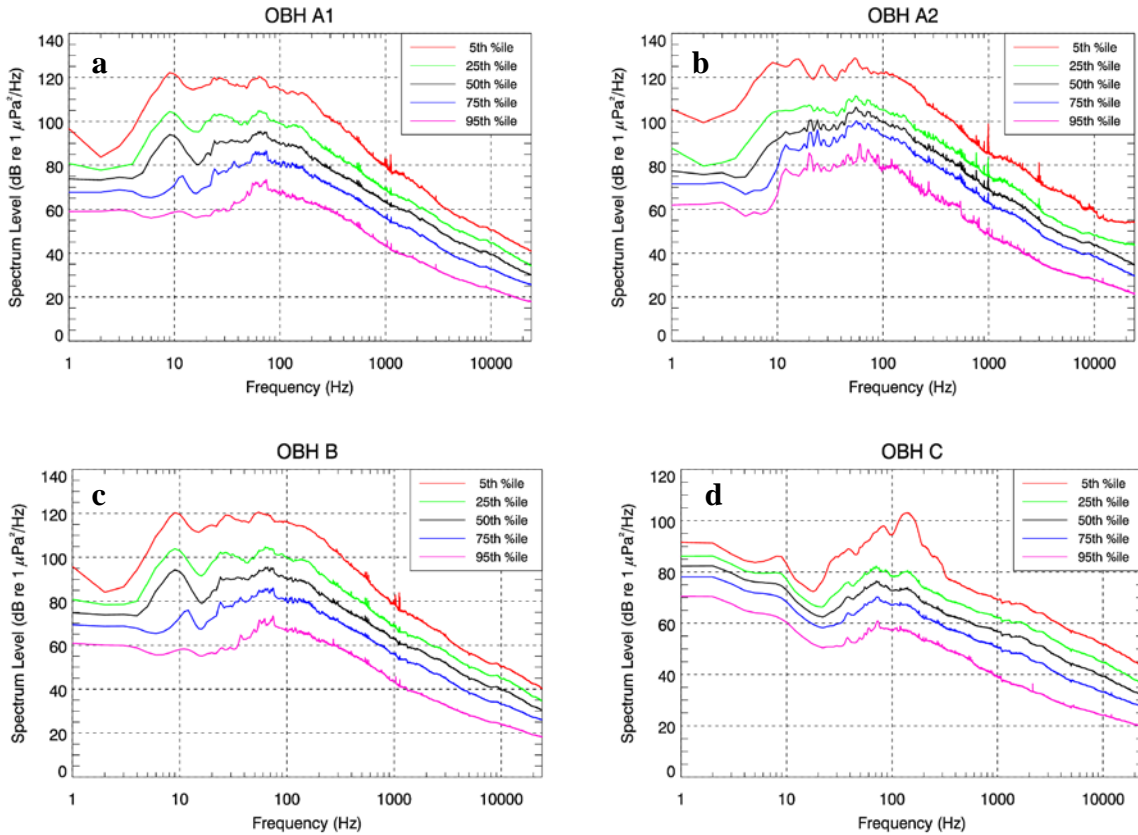 OBH A1
a
5th %ile
25th %ile
50th %ile
75th %ile
95th %ile
Spectrum Level (dB re 1 μPa²/Hz)
140
120
100
80
60
40
20
0
1 10 100 1000 10000
Frequency (Hz)
OBH A2
b
5th %ile
25th %ile
50th %ile
75th %ile
95th %ile
Spectrum Level (dB re 1 μPa²/Hz)
140
120
100
80
60
40
20
0
1 10 100 1000 10000
Frequency (Hz)
OBH B
c
5th %ile
25th %ile
50th %ile
75th %ile
95th %ile
Spectrum Level (dB re 1 μPa²/Hz)
140
120
100
80
60
40
20
0
1 10 100 1000 10000
Frequency (Hz)
OBH C
d
5th %ile
25th %ile
50th %ile
75th %ile
95th %ile
Spectrum Level (dB re 1 μPa²/Hz)
120
100
80
60
40
20
0
1 10 100 1000 10000
Frequency (Hz)